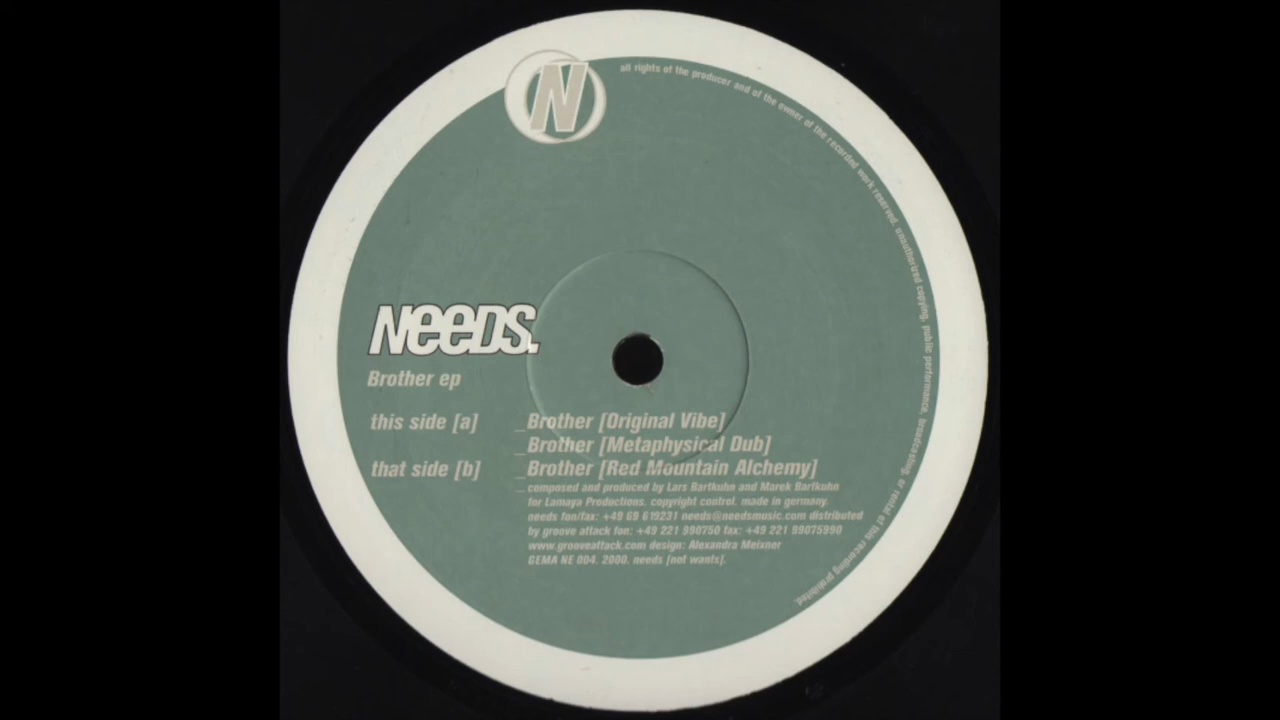 N
all rights of the producer and of the owner of the recorded work reserved. unauthorized copying, public performance, broadcasting, or rental of this recording prohibited.
NeeDS.
Brother ep
this side [a] _Brother [Original Vibe]
_Brother [Metaphysical Dub]
that side [b] _Brother [Red Mountain Alchemy]
_composed and produced by Lars Bartkuhn and Marek Bartkuhn
for Lamaya Productions. copyright control. made in germany.
needs fon/fax: +49 69 619231 needs@needsmusic.com distributed
by groove attack fon: +49 221 990750 fax: +49 221 99075990
www.grooveattack.com design: Alexandra Meixner
GEMA NE 004. 2000. needs [not wants].